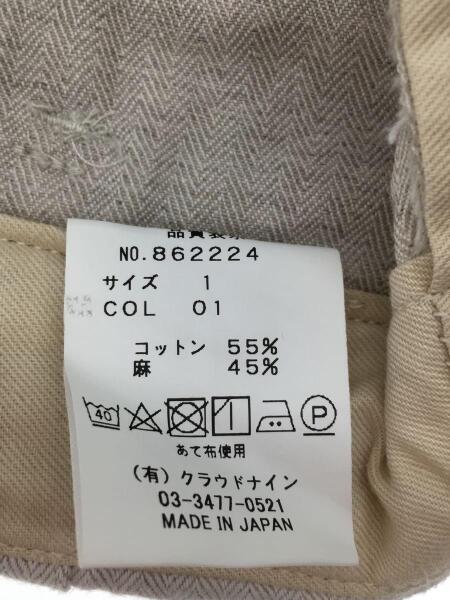 品質表示
NO.862224
サイズ 1
COL 01
コットン 55%
麻 45%
40 P
あて布使用
(有)クラウドナイン
03-3477-0521
MADE IN JAPAN